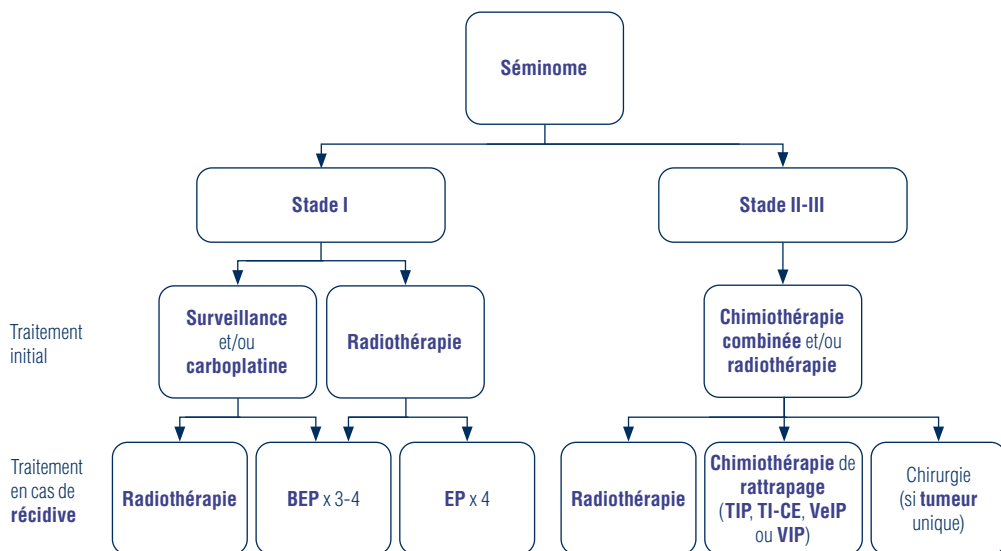 Séminome
Stade I
Stade II-III
Traitement
initial
Surveillance
et/ou
carboplatine
Radiothérapie
Chimiothérapie
combinée et/ou
radiothérapie
Traitement
en cas de
récidive
Radiothérapie
BEP x 3-4
EP x 4
Radiothérapie
Chimiothérapie de
rattrapage
(TIP, TI-CE, VeIP
ou VIP)
Chirurgie
(si tumeur
unique)